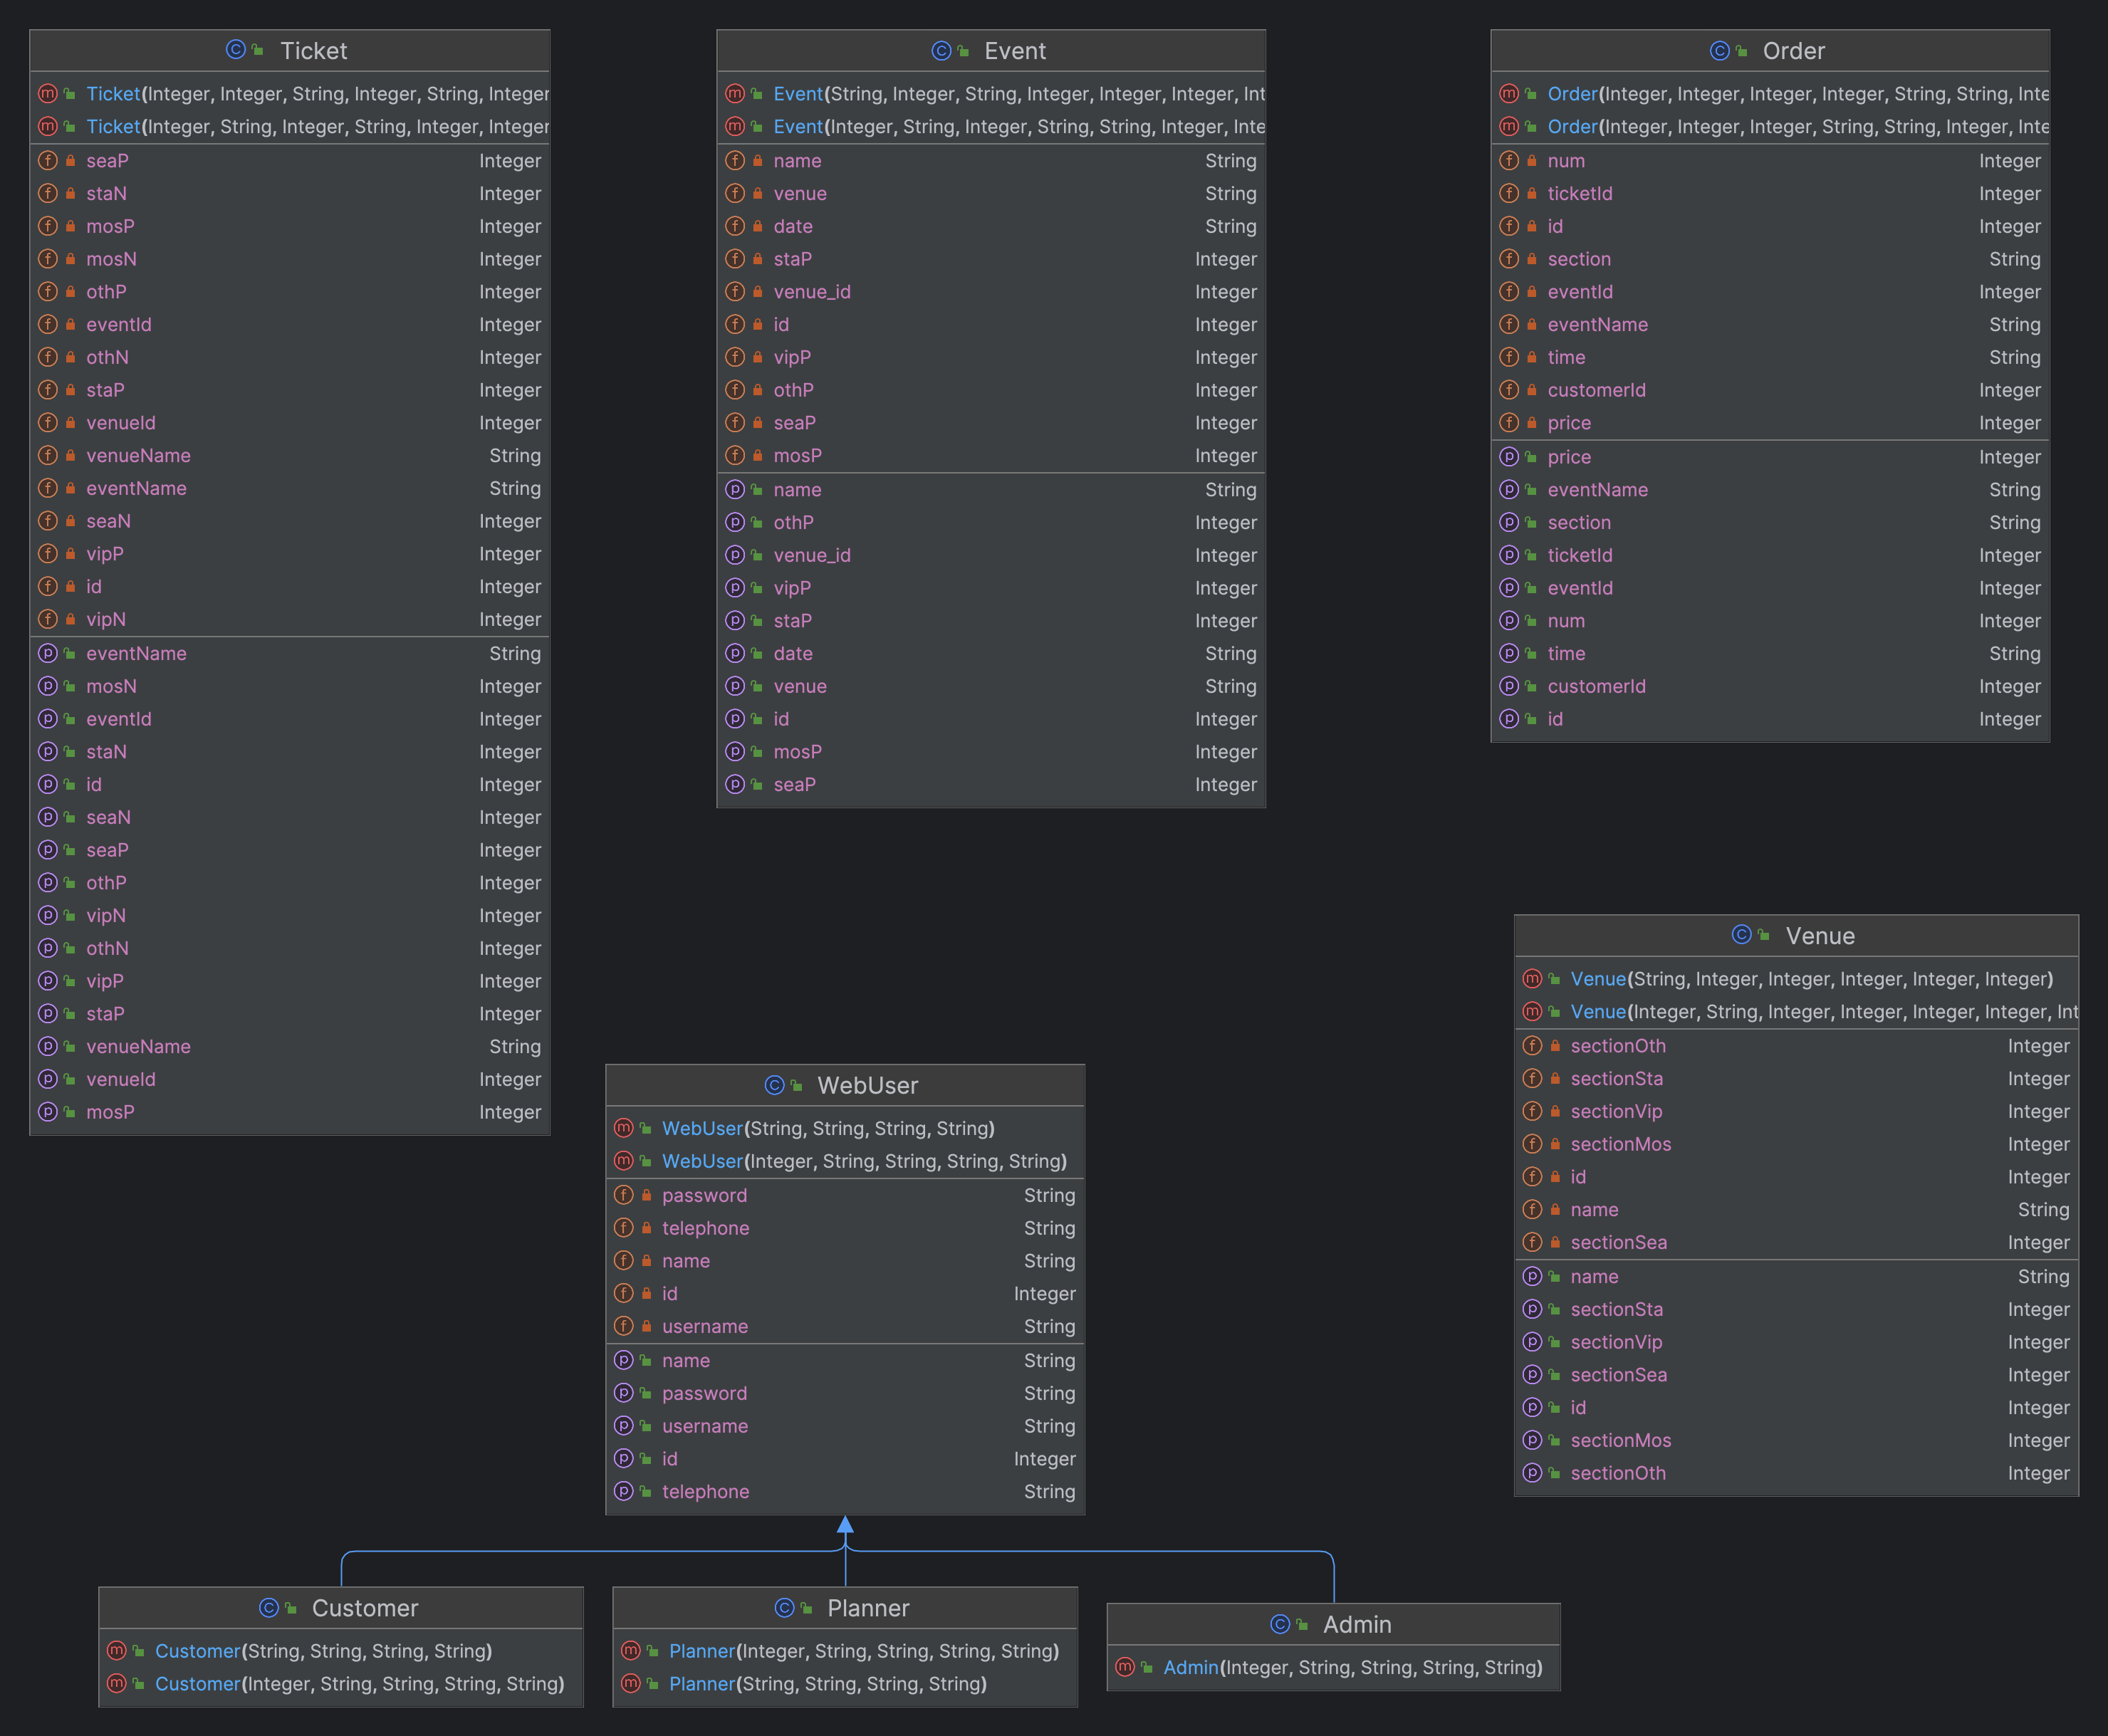 Ticket
Ticket(Integer, Integer, String, Integer, String, Integer
Ticket(Integer, String, Integer, String, Integer, Integer
seaP Integer
staN Integer
mosP Integer
mosN Integer
othP Integer
eventId Integer
othN Integer
staP Integer
venueId Integer
venueName String
eventName String
seaN Integer
vipP Integer
id Integer
vipN Integer
eventName String
mosN Integer
eventId Integer
staN Integer
id Integer
seaN Integer
seaP Integer
othP Integer
vipN Integer
othN Integer
vipP Integer
staP Integer
venueName String
venueId Integer
mosP Integer
Event
Event(String, Integer, String, Integer, Integer, Integer, Int
Event(Integer, String, Integer, String, String, Integer, Inte
name String
venue String
date String
staP Integer
venue_id Integer
id Integer
vipP Integer
othP Integer
seaP Integer
mosP Integer
name String
othP Integer
venue_id Integer
vipP Integer
staP Integer
date String
venue String
id Integer
mosP Integer
seaP Integer
Order
Order(Integer, Integer, Integer, Integer, String, String, Inte
Order(Integer, Integer, Integer, String, String, Integer, Inte
num Integer
ticketId Integer
id Integer
section String
eventId Integer
eventName String
time String
customerId Integer
price Integer
price Integer
eventName String
section String
ticketId Integer
eventId Integer
num Integer
time String
customerId Integer
id Integer
Venue
Venue(String, Integer, Integer, Integer, Integer, Integer)
Venue(Integer, String, Integer, Integer, Integer, Integer, Int
sectionOth Integer
sectionSta Integer
sectionVip Integer
sectionMos Integer
id Integer
name String
sectionSea Integer
name String
sectionSta Integer
sectionVip Integer
sectionSea Integer
id Integer
sectionMos Integer
sectionOth Integer
WebUser
WebUser(String, String, String, String)
WebUser(Integer, String, String, String, String)
password String
telephone String
name String
id Integer
username String
name String
password String
username String
id Integer
telephone String
Customer
Customer(String, String, String, String)
Customer(Integer, String, String, String, String)
Planner
Planner(Integer, String, String, String, String)
Planner(String, String, String, String)
Admin
Admin(Integer, String, String, String, String)